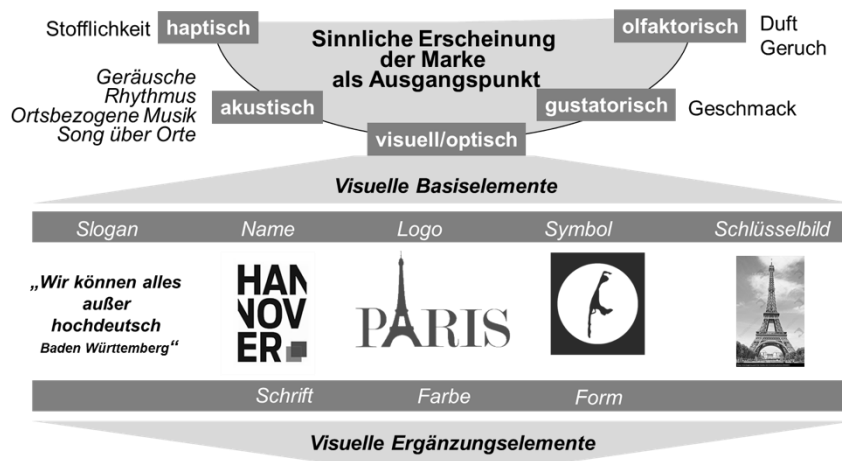 Stofflichkeit
haptisch
Sinnliche Erscheinung
der Marke
als Ausgangspunkt
olfaktorisch
Duft
Geruch
Geräusche
Rhythmus
Ortsbezogene Musik
Song über Orte
akustisch
gustatorisch
Geschmack
visuell/optisch
Visuelle Basiselemente
Slogan Name Logo Symbol Schlüsselbild
„Wir können alles
außer
hochdeutsch
Baden Württemberg“
HAN
NOV
ER
PARIS
Schrift Farbe Form
Visuelle Ergänzungselemente